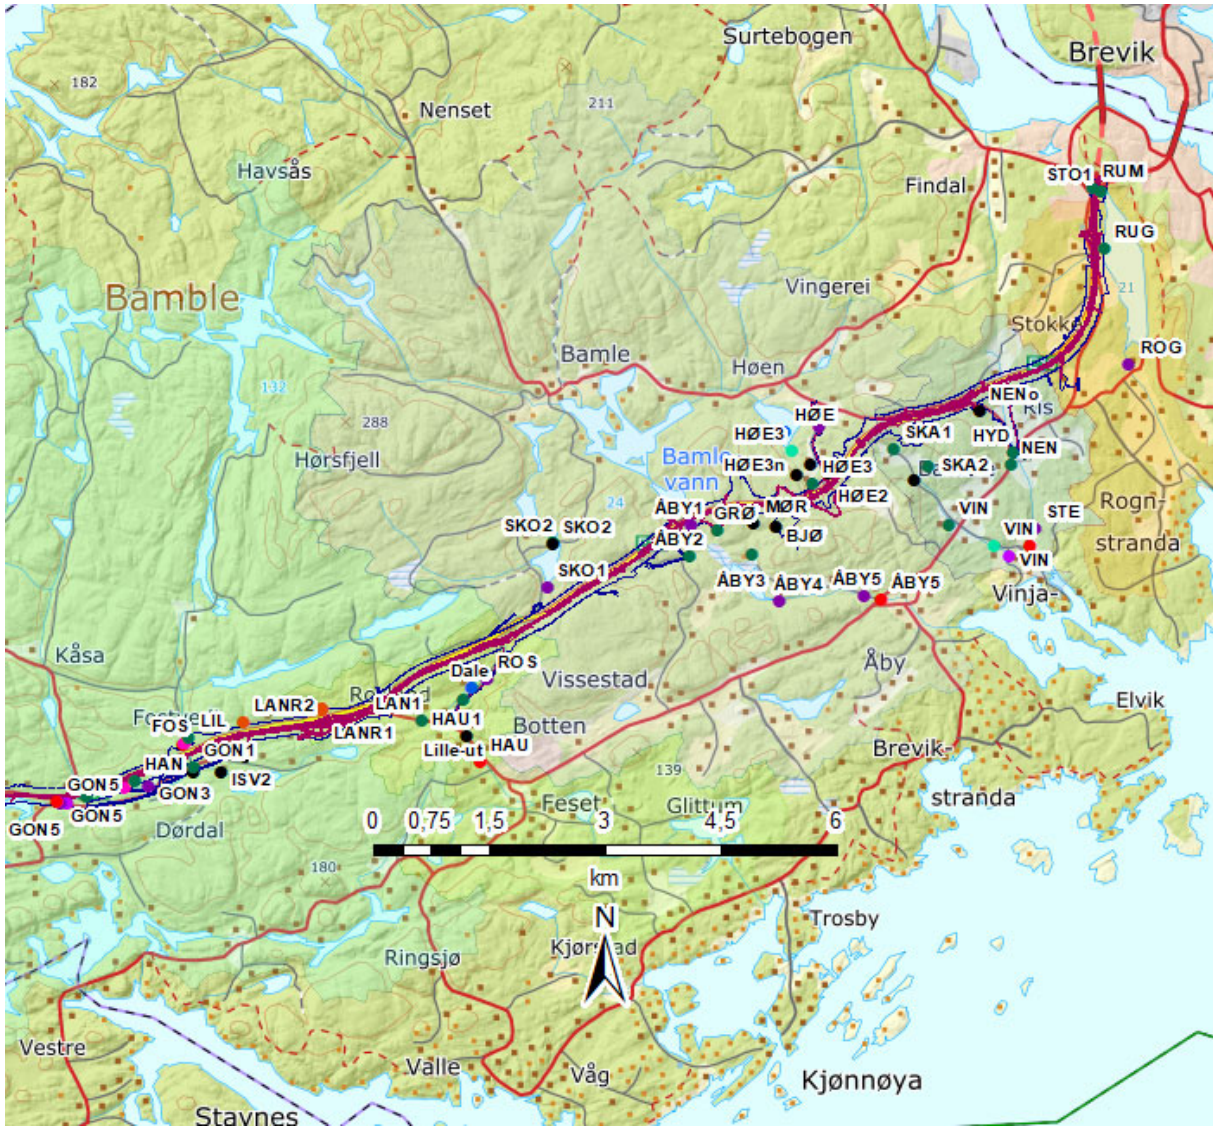 Surtebogen
Brevik
182
Nenset
211
Havsås
Findal
STO1
RUM
RUG
Bamble
Vingerei
21
Stokke
ROG
Bamle
Høen
132
288
NENo
Ris
HØE
SKA1
HYD
Hørsfjell
HØE3
NEN
Bamle
vann
HØE3n
HØE3
SKA2
24
HØE2
Rogn-
stranda
ÅBY1
GRØ
MØR
VIN
STE
SKO2
SKO2
ÅBY2
BJØ
VIN
VIN
SKO1
ÅBY3
ÅBY4
ÅBY5
ÅBY5
Vinja-
Kåsa
Dale
ROS
Vissestad
Åby
Elvik
LANR2
LAN1
FOS
LIL
LANR1
HAU1
Botten
HAN
GON1
Lille-ut
HAU
Brevik-
stranda
GON5
GON3
ISV2
139
GON5
GON5
Dørdal
Feset
Glittum
0
0,75
1,5
3
4,5
6
km
180
N
Trosby
Ringsjø
Kjørstad
Vestre
Valle
Våg
Kjønnøya
Stavnes